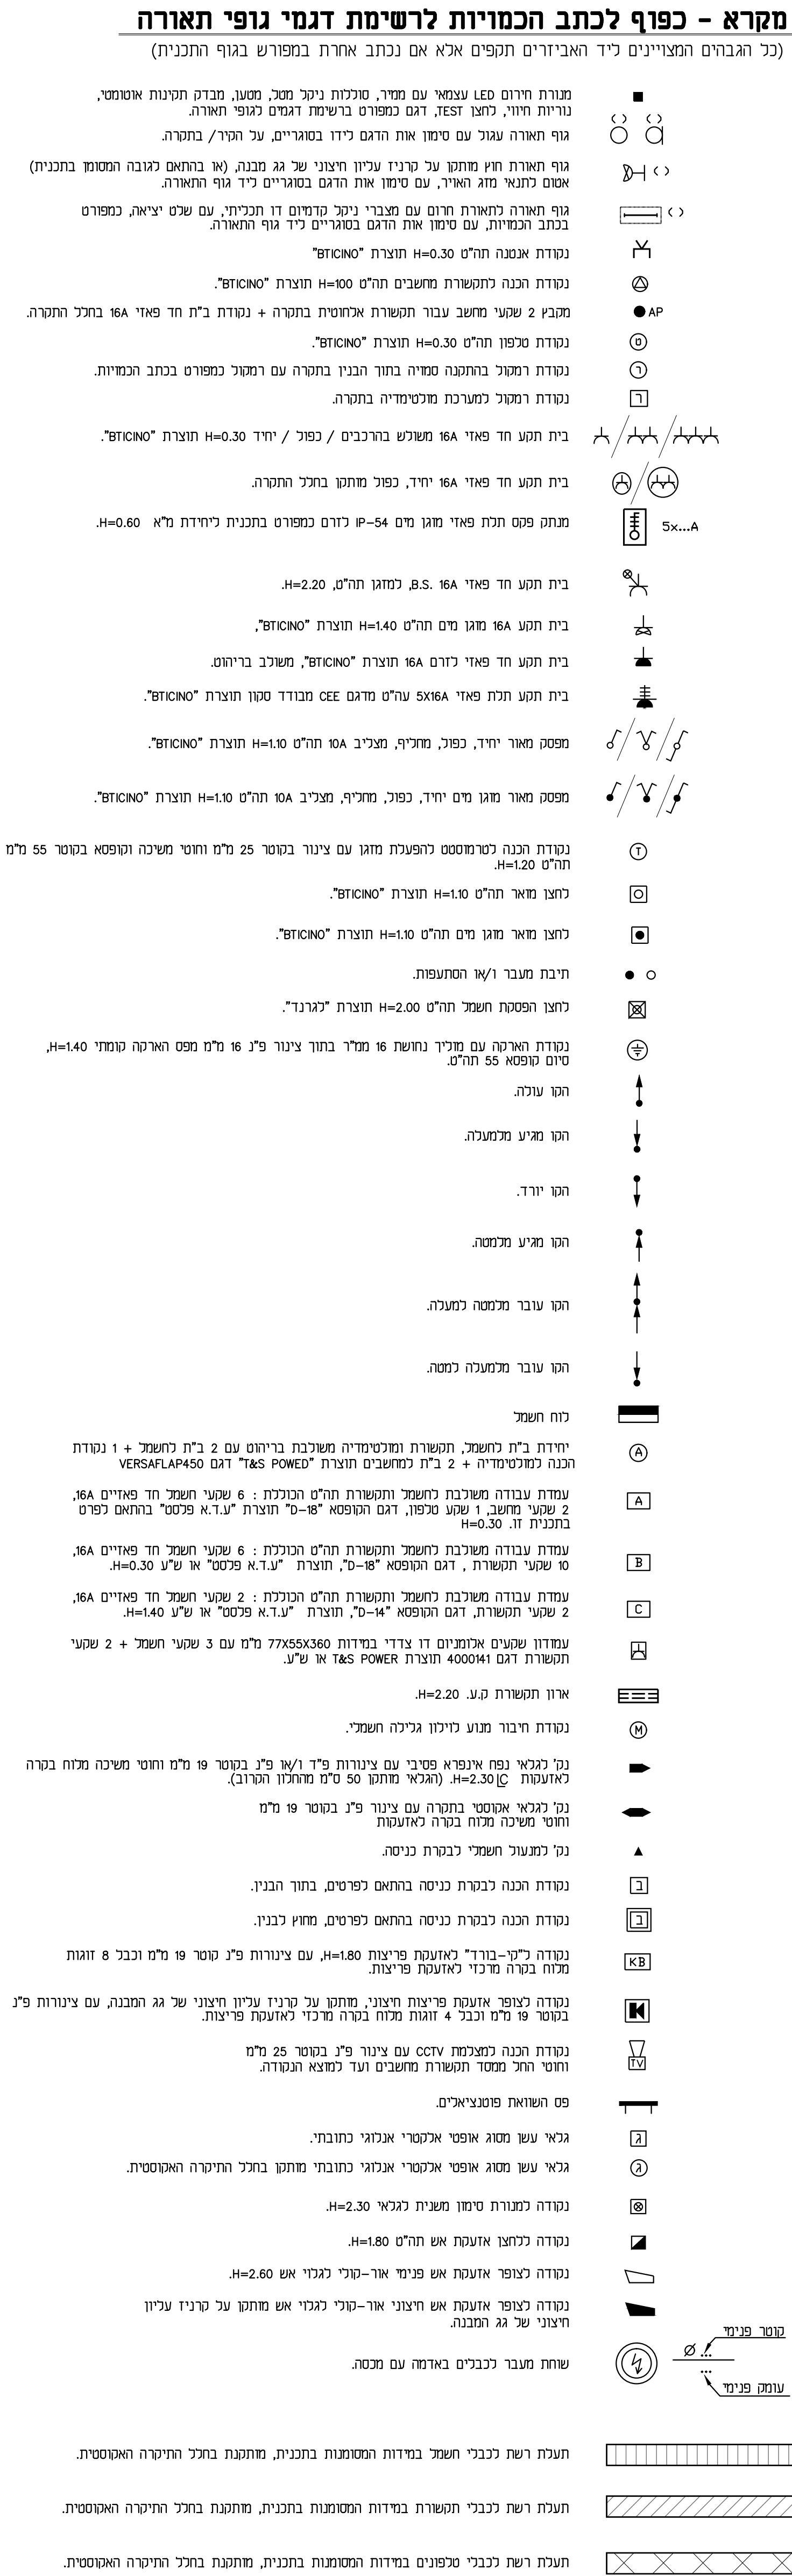 מקרא - כפוף לכתב הכמויות לרשימת דגמי גופי תאורה
(כל הגבהים המצויינים ליד האביזרים תקפים אלא אם נכתב אחרת במפורש בגוף התכנית)
מנורת חירום LED עצמאי עם ממיר, סוללות ניקל מטל, מטען, מבדק תקינות אוטומטי,
נוריות חיווי, לחצן TEST, דגם כמפורט ברשימת דגמים לגופי תאורה.
גוף תאורה עגול עם סימון אות הדגם לידו בסוגריים, על הקיר/ בתקרה.
( ) ( )
גוף תאורת חוץ מותקן על קרניז עליון חיצוני של גג מבנה, (או בהתאם לגובה המסומן בתכנית)
אטום לתנאי מזג האויר, עם סימון אות הדגם בסוגריים ליד גוף התאורה.
( )
גוף תאורה לתאורת חרום עם מצברי ניקל קדמיום דו תכליתי, עם שלט יציאה, כמפורט
בכתב הכמויות, עם סימון אות הדגם בסוגריים ליד גוף התאורה.
( )
נקודת אנטנה תה"ט H=0.30 תוצרת "BTICINO"
נקודת הכנה לתקשורת מחשבים תה"ט H=100 תוצרת "BTICINO".
מקבץ 2 שקעי מחשב עבור תקשורת אלחוטית בתקרה + נקודת ב"ת חד פאזי 16A בחלל התקרה.
AP
נקודת טלפון תה"ט H=0.30 תוצרת "BTICINO".
ט
נקודת רמקול בהתקנה סמויה בתוך הבנין בתקרה עם רמקול כמפורט בכתב הכמויות.
ר
נקודת רמקול למערכת מולטימדיה בתקרה.
ר
בית תקע חד פאזי 16A משולש בהרכבים / כפול / יחיד H=0.30 תוצרת "BTICINO".
בית תקע חד פאזי 16A יחיד, כפול מותקן בחלל התקרה.
מנתק פקס תלת פאזי מוגן מים IP-54 לזרם כמפורט בתכנית ליחידת מ"א H=0.60.
5x...A
בית תקע חד פאזי B.S. 16A, למזגן תה"ט, H=2.20.
בית תקע 16A מוגן מים תה"ט H=1.40 תוצרת "BTICINO",
בית תקע חד פאזי לזרם 16A תוצרת "BTICINO", משולב בריהוט.
בית תקע תלת פאזי 5X16A עה"ט מדגם CEE מבודד סקון תוצרת "BTICINO".
מפסק מאור יחיד, כפול, מחליף, מצליב 10A תה"ט H=1.10 תוצרת "BTICINO".
מפסק מאור מוגן מים יחיד, כפול, מחליף, מצליב 10A תה"ט H=1.10 תוצרת "BTICINO".
נקודת הכנה לטרמוסטט להפעלת מזגן עם צינור בקוטר 25 מ"מ וחוטי משיכה וקופסא בקוטר 55 מ"מ
תה"ט H=1.20.
T
לחצן מואר תה"ט H=1.10 תוצרת "BTICINO".
לחצן מואר מוגן מים תה"ט H=1.10 תוצרת "BTICINO".
תיבת מעבר ו/או הסתעפות.
לחצן הפסקת חשמל תה"ט H=2.00 תוצרת "לגרנד".
נקודת הארקה עם מוליך נחושת 16 ממ"ר בתוך צינור פ"נ 16 מ"מ מפס הארקה קומתי H=1.40,
סיום קופסא 55 תה"ט.
הקו עולה.
הקו מגיע מלמעלה.
הקו יורד.
הקו מגיע מלמטה.
הקו עובר מלמטה למעלה.
הקו עובר מלמעלה למטה.
לוח חשמל
יחידת ב"ת לחשמל, תקשורת ומולטימדיה משולבת בריהוט עם 2 ב"ת לחשמל + 1 נקודת
הכנה למולטימדיה + 2 ב"ת למחשבים תוצרת "T&S POWED" דגם VERSAFLAP450
A
עמדת עבודה משולבת לחשמל ותקשורת תה"ט הכוללת : 6 שקעי חשמל חד פאזיים 16A,
2 שקעי מחשב, 1 שקע טלפון, דגם הקופסא "D-18" תוצרת "ע.ד.א פלסט" בהתאם לפרט
בתכנית זו. H=0.30
A
עמדת עבודה משולבת לחשמל ותקשורת תה"ט הכוללת : 6 שקעי חשמל חד פאזיים 16A,
10 שקעי תקשורת , דגם הקופסא "D-18", תוצרת "ע.ד.א פלסט" או ש"ע H=0.30.
B
עמדת עבודה משולבת לחשמל ותקשורת תה"ט הכוללת : 2 שקעי חשמל חד פאזיים 16A,
2 שקעי תקשורת, דגם הקופסא "D-14", תוצרת "ע.ד.א פלסט" או ש"ע H=1.40.
C
עמודון שקעים אלומניום דו צדדי במידות 77X55X360 מ"מ עם 3 שקעי חשמל + 2 שקעי
תקשורת דגם 4000141 תוצרת T&S POWER או ש"ע.
ארון תקשורת ק.ע. H=2.20.
נקודת חיבור מנוע לוילון גלילה חשמלי.
M
נק' לגלאי נפח אינפרא פסיבי עם צינורות פ"ד ו/או פ"נ בקוטר 19 מ"מ וחוטי משיכה מלוח בקרה
לאזעקות H=2.30. (הגלאי מותקן 50 ס"מ מהחלון הקרוב).
נק' לגלאי אקוסטי בתקרה עם צינור פ"נ בקוטר 19 מ"מ
וחוטי משיכה מלוח בקרה לאזעקות
נק' למנעול חשמלי לבקרת כניסה.
נקודת הכנה לבקרת כניסה בהתאם לפרטים, בתוך הבנין.
ב
נקודת הכנה לבקרת כניסה בהתאם לפרטים, מחוץ לבנין.
ב
נקודה ל"קי-בורד" לאזעקת פריצות H=1.80, עם צינורות פ"נ קוטר 19 מ"מ וכבל 8 זוגות
מלוח בקרה מרכזי לאזעקת פריצות.
KB
נקודה לצופר אזעקת פריצות חיצוני, מותקן על קרניז עליון חיצוני של גג המבנה, עם צינורות פ"נ
בקוטר 19 מ"מ וכבל 4 זוגות מלוח בקרה מרכזי לאזעקת פריצות.
נקודת הכנה למצלמת CCTV עם צינור פ"נ בקוטר 25 מ"מ
וחוטי החל ממסד תקשורת מחשבים ועד למוצא הנקודה.
TV
פס השוואת פוטנציאלים.
גלאי עשן מסוג אופטי אלקטרי אנלוגי כתובתי.
ג
גלאי עשן מסוג אופטי אלקטרי אנלוגי כתובתי מותקן בחלל התיקרה האקוסטית.
ג
נקודה למנורת סימון משנית לגלאי H=2.30.
נקודה ללחצן אזעקת אש תה"ט H=1.80.
נקודה לצופר אזעקת אש פנימי אור-קולי לגלוי אש H=2.60.
נקודה לצופר אזעקת אש חיצוני אור-קולי לגלוי אש מותקן על קרניז עליון
חיצוני של גג המבנה.
קוטר פנימי
Ø ...
שוחת מעבר לכבלים באדמה עם מכסה.
...
עומק פנימי
תעלת רשת לכבלי חשמל במידות המסומנות בתכנית, מותקנת בחלל התיקרה האקוסטית.
תעלת רשת לכבלי תקשורת במידות המסומנות בתכנית, מותקנת בחלל התיקרה האקוסטית.
תעלת רשת לכבלי טלפונים במידות המסומנות בתכנית, מותקנת בחלל התיקרה האקוסטית.